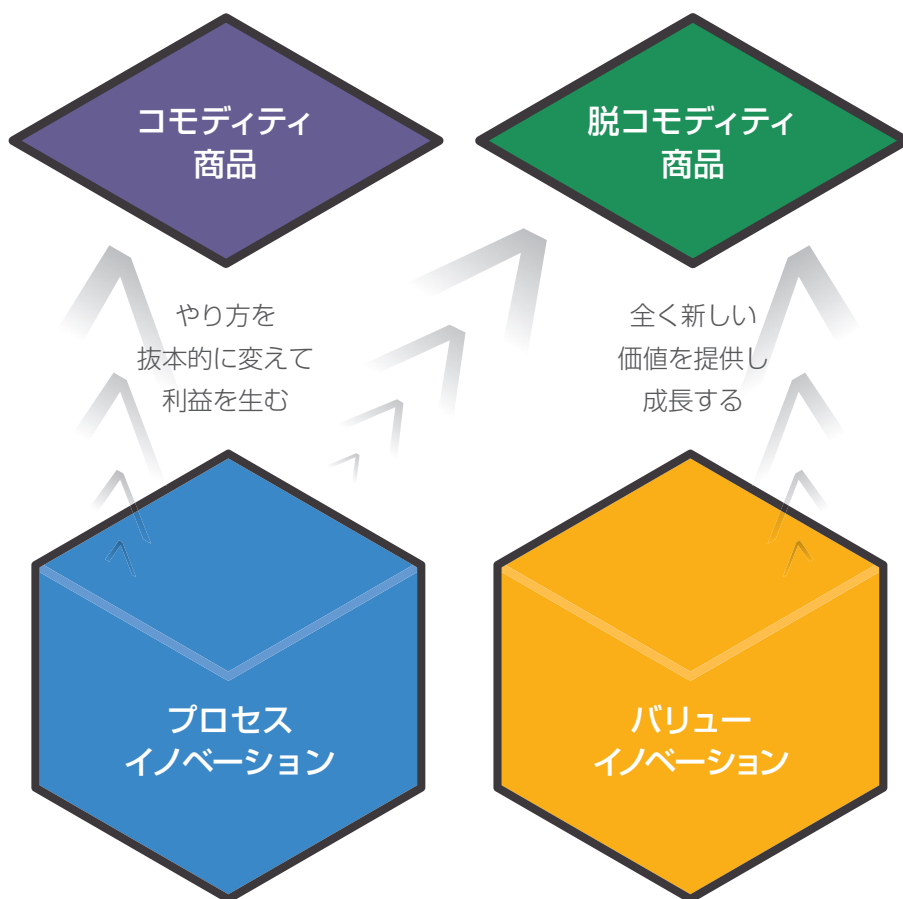 コモディティ
商品
脱コモディティ
商品
やり方を
抜本的に変えて
利益を生む
全く新しい
価値を提供し
成長する
プロセス
イノベーション
バリュー
イノベーション